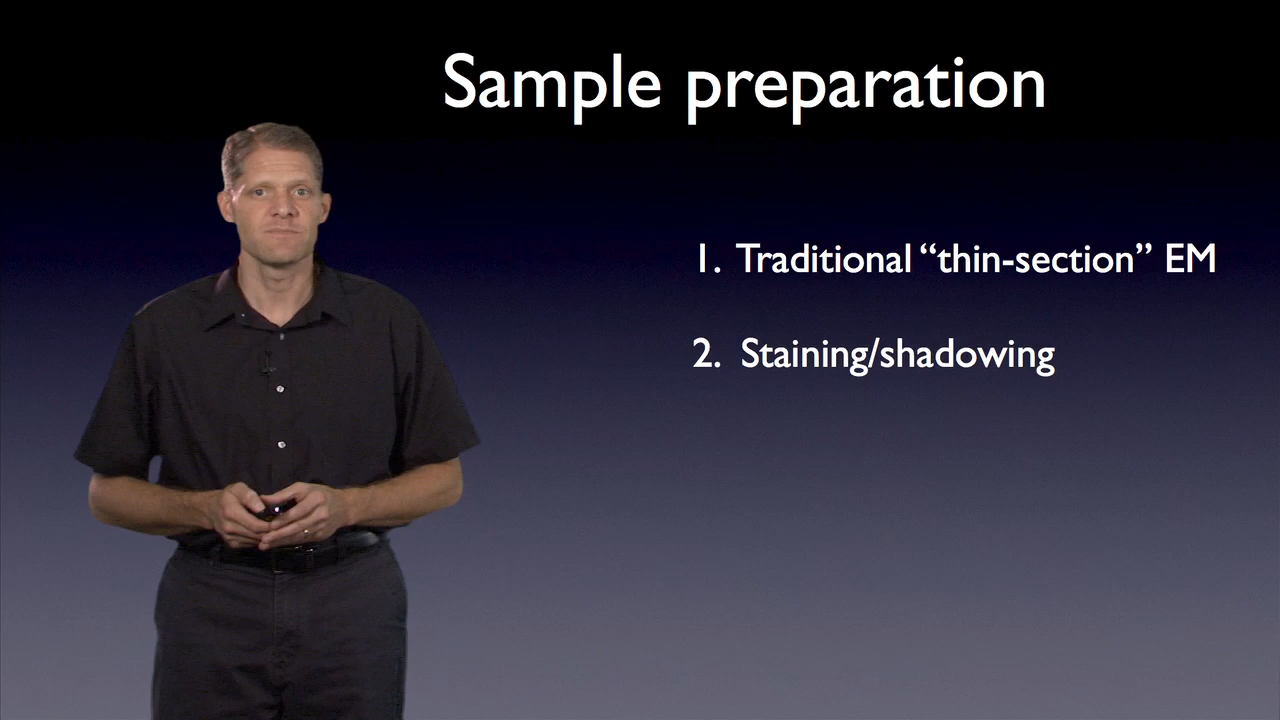 Sample preparation
1. Traditional “thin-section” EM
2. Staining/shadowing